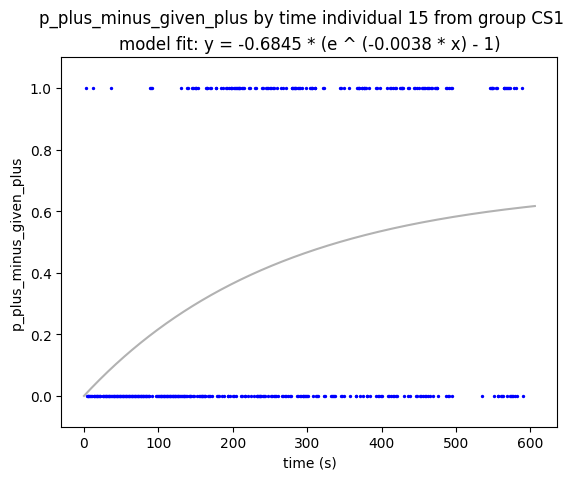 p_plus_minus_given_plus by time individual 15 from group CS1
model fit: y = -0.6845 * (e ^ (-0.0038 * x) - 1)
1.0
0.8
0.6
0.4
0.2
0.0
p_plus_minus_given_plus
0 100 200 300 400 500 600
time (s)